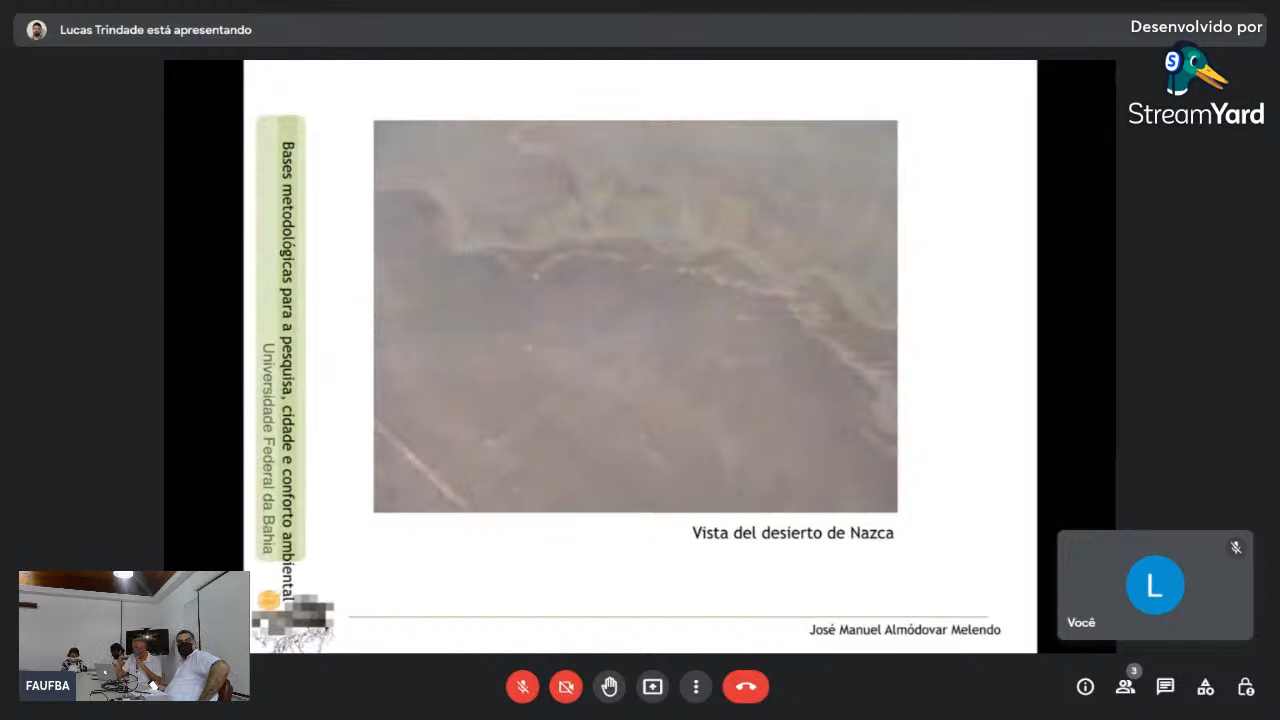 Lucas Trindade está apresentando
Desenvolvido por
StreamYard
Bases metodológicas para a pesquisa, cidade e conforto ambiental
Universidade Federal da Bahia
Vista del desierto de Nazca
José Manuel Almódovar Melendo
L
Você
FAUFBA
3